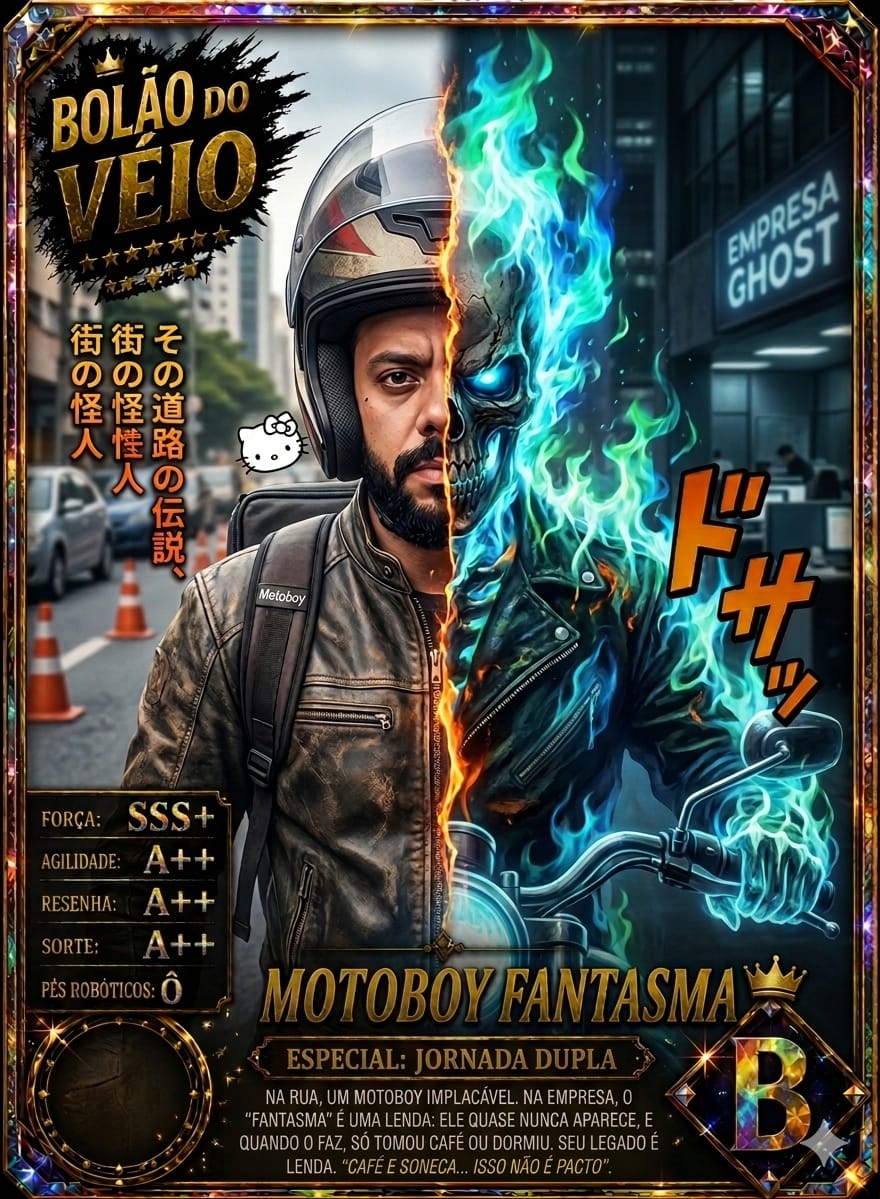 BOLÃO DO
VÉIO
EMPRESA
GHOST
その道路の伝説、
街の怪人
街の怪人
ドサッ
Metoboy
FORÇA: SSS+
AGILIDADE: A++
RESENHA: A++
SORTE: A++
PÉS ROBÓTICOS: Ô
MOTOBOY FANTASMA
ESPECIAL: JORNADA DUPLA
B
NA RUA, UM MOTOBOY IMPLACÁVEL. NA EMPRESA, O
"FANTASMA" É UMA LENDA: ELE QUASE NUNCA APARECE, E
QUANDO O FAZ, SÓ TOMOU CAFÉ OU DORMIU. SEU LEGADO É
LENDA. "CAFÉ E SONECA... ISSO NÃO É PACTO".